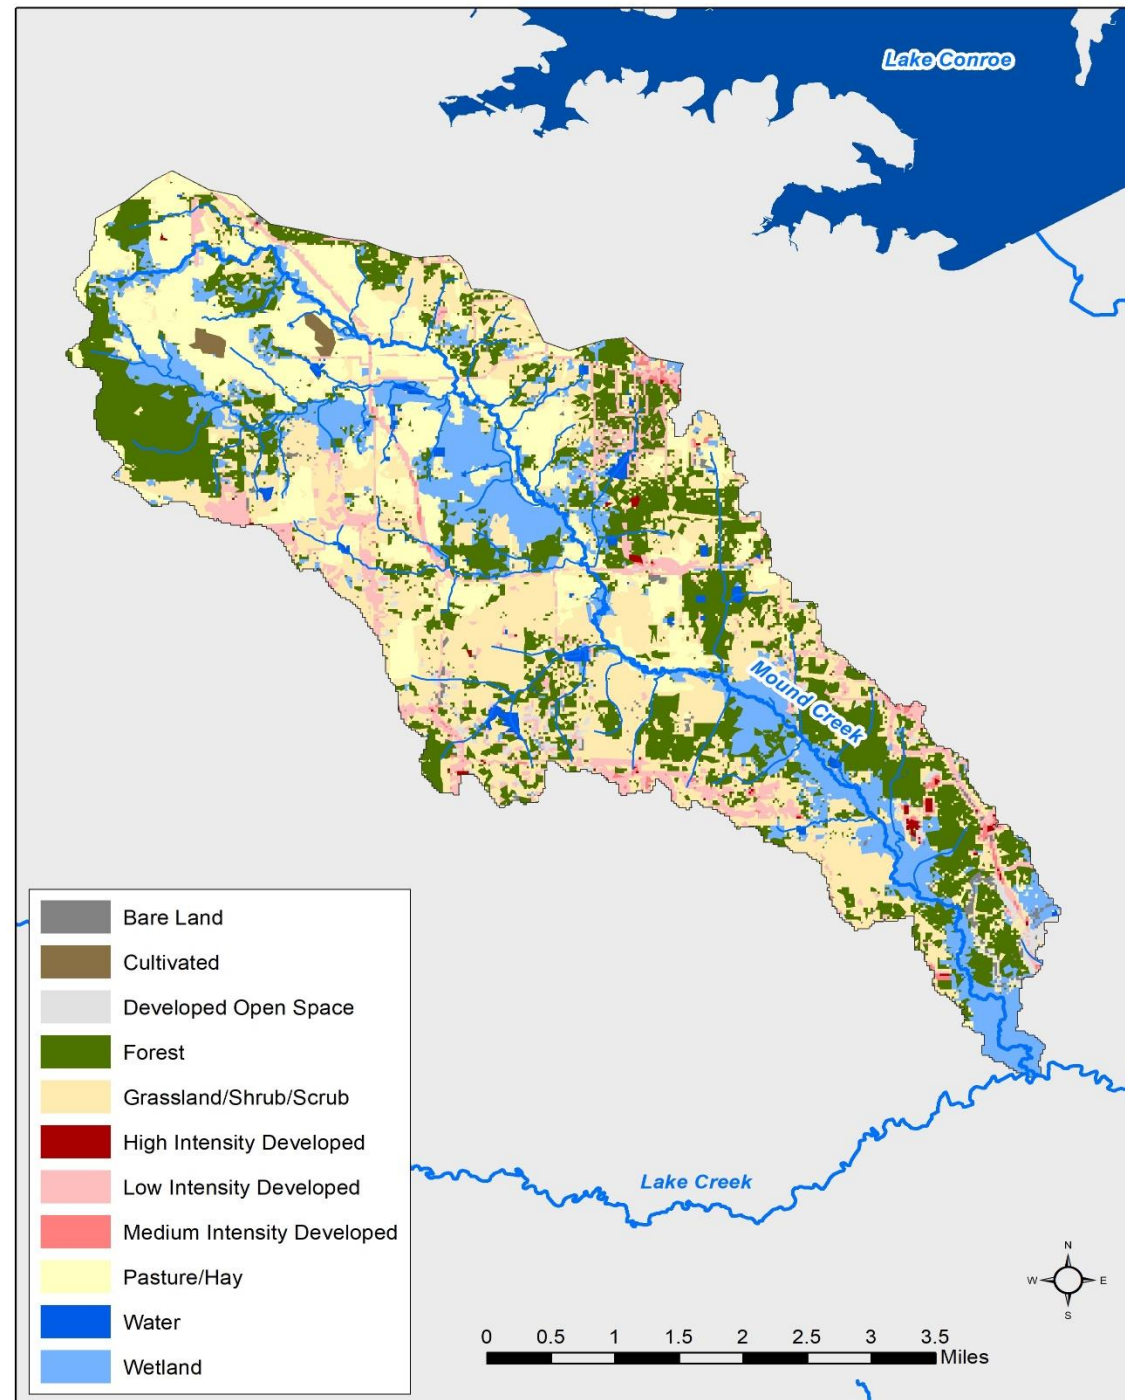 Lake Conroe
Mound Creek
Bare Land
Cultivated
Developed Open Space
Forest
Grassland/Shrub/Scrub
High Intensity Developed
Low Intensity Developed
Medium Intensity Developed
Pasture/Hay
Water
Wetland
Lake Creek
N
W E
S
0 0.5 1 1.5 2 2.5 3 3.5
Miles